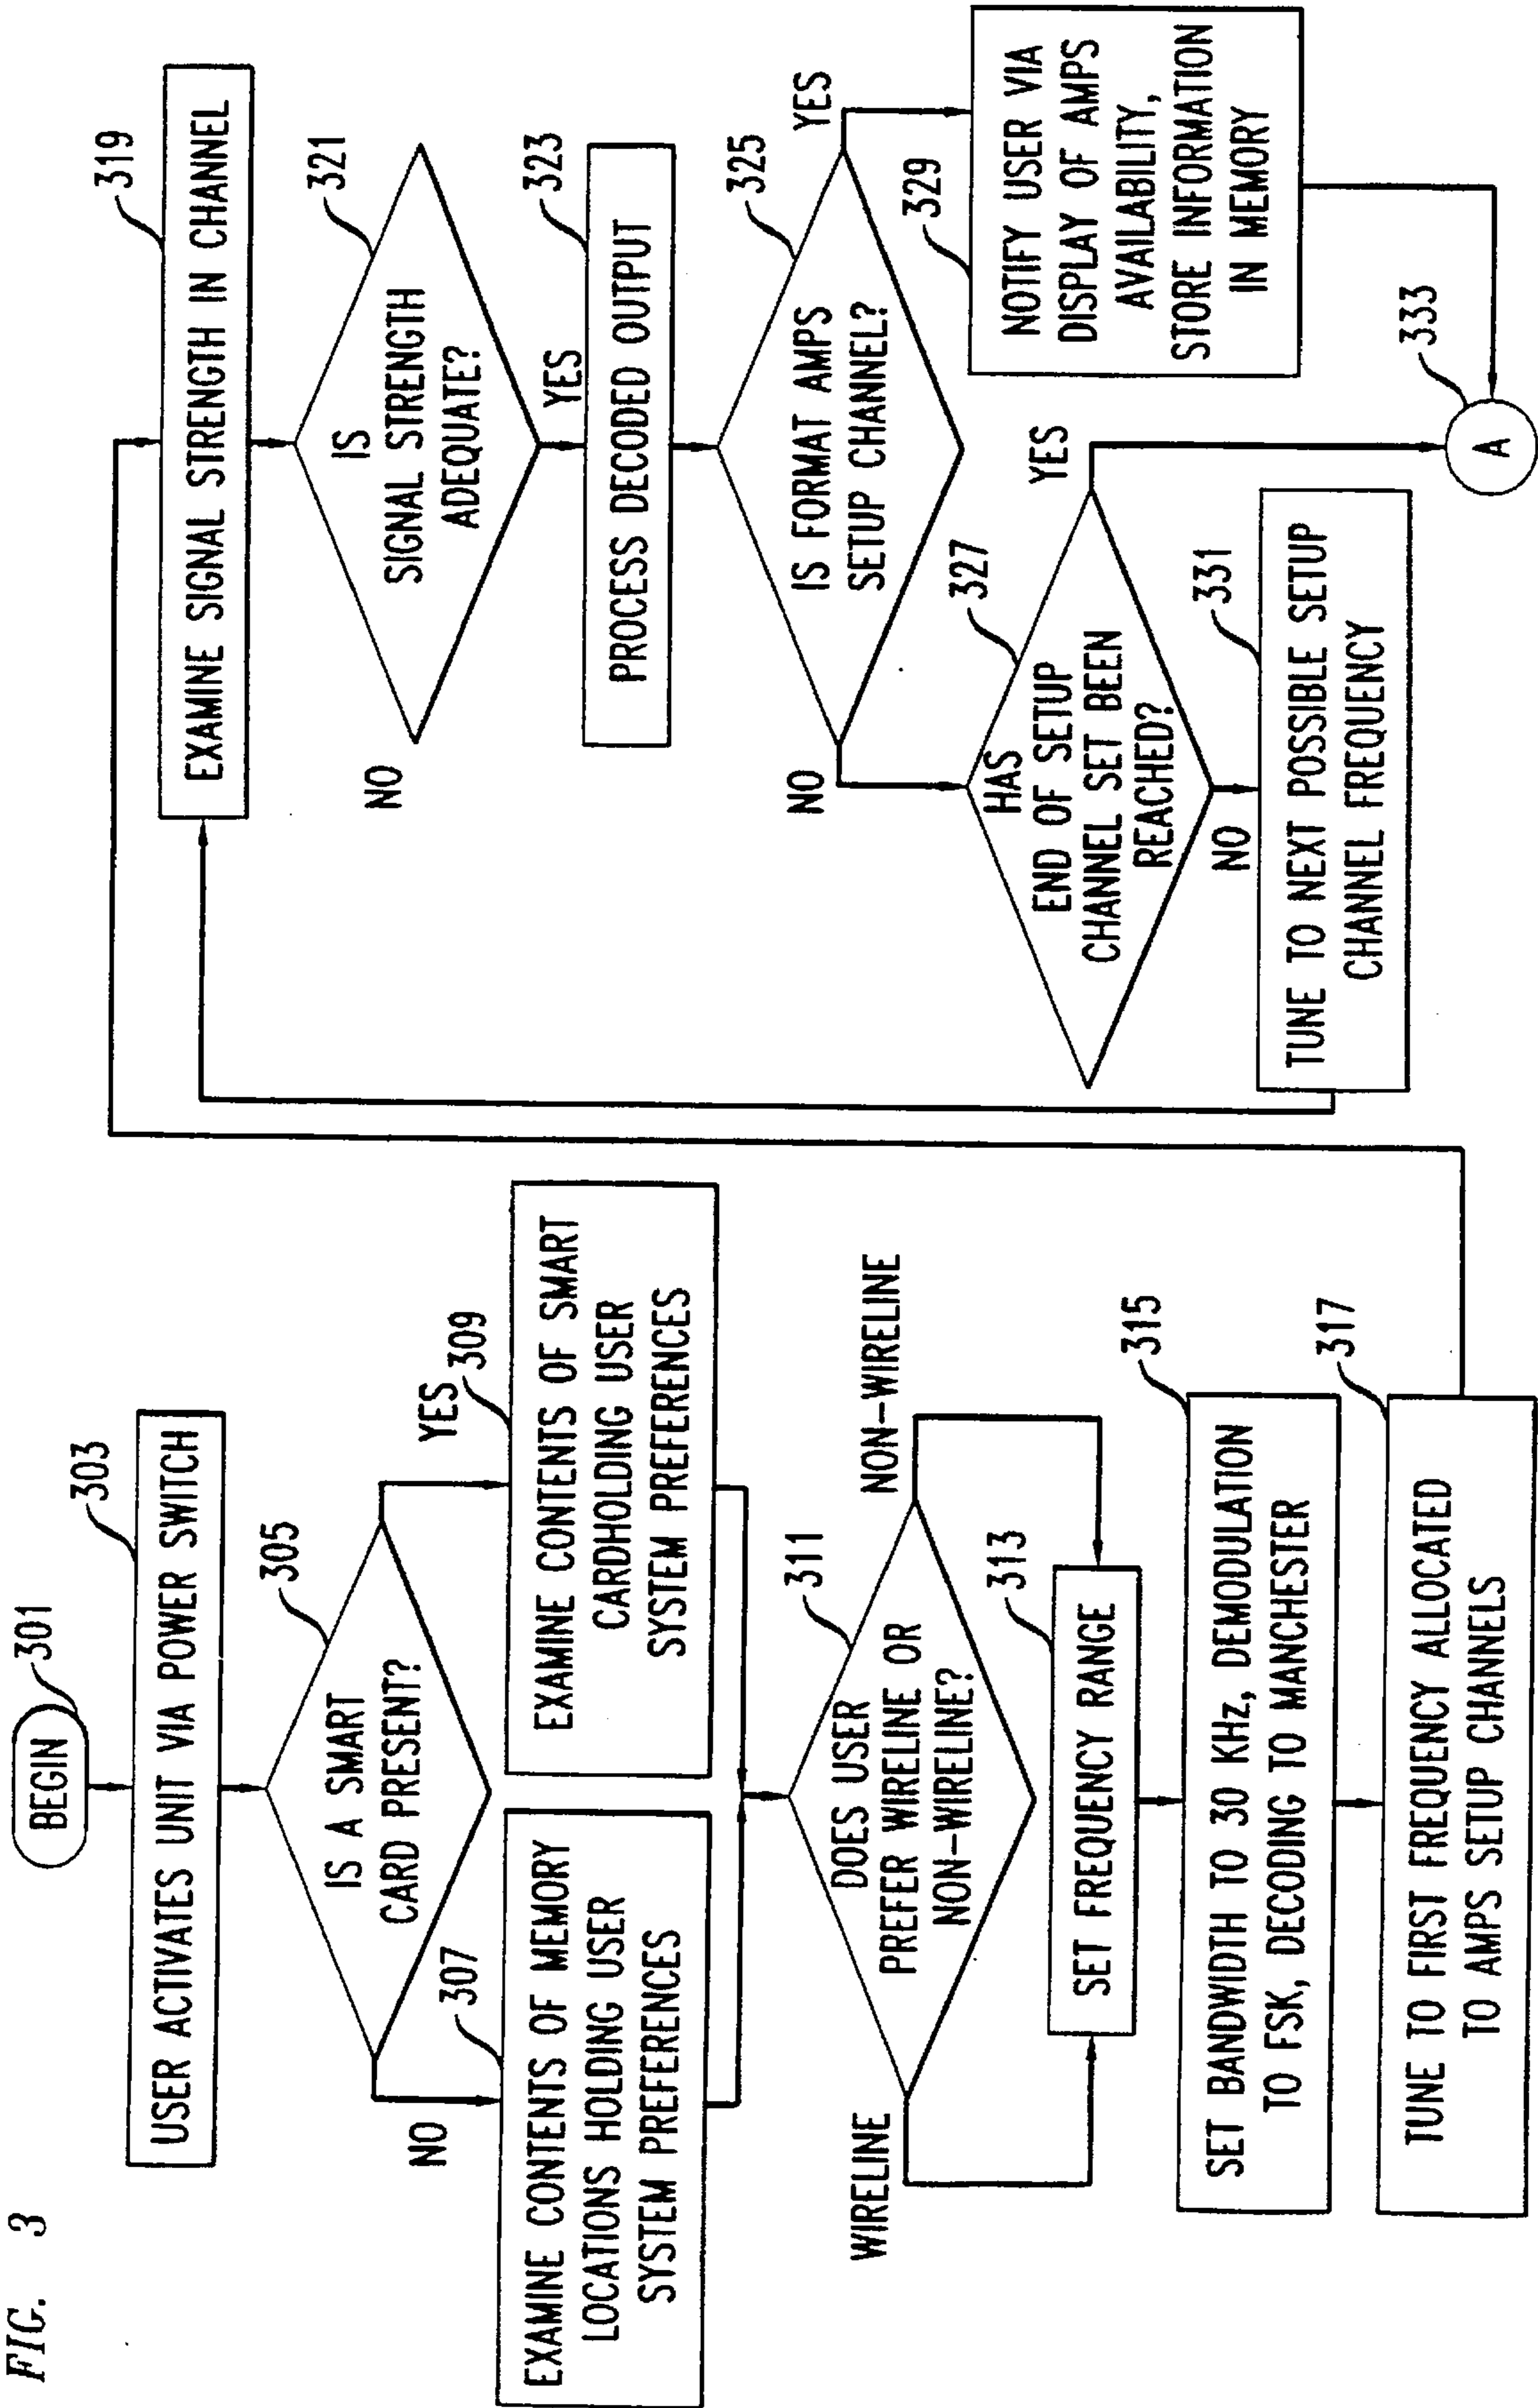 FIG. 3
BEGIN
301
303
USER ACTIVATES UNIT VIA POWER SWITCH
305
IS A SMART
CARD PRESENT?
NO
YES
307
EXAMINE CONTENTS OF MEMORY
LOCATIONS HOLDING USER
SYSTEM PREFERENCES
309
EXAMINE CONTENTS OF SMART
CARDHOLDING USER
SYSTEM PREFERENCES
311
DOES USER
PREFER WIRELINE OR
NON-WIRELINE?
WIRELINE
NON-WIRELINE
313
SET FREQUENCY RANGE
315
SET BANDWIDTH TO 30 KHz, DEMODULATION
TO FSK, DECODING TO MANCHESTER
317
TUNE TO FIRST FREQUENCY ALLOCATED
TO AMPS SETUP CHANNELS
319
EXAMINE SIGNAL STRENGTH IN CHANNEL
321
IS
SIGNAL STRENGTH
ADEQUATE?
NO
YES
323
PROCESS DECODED OUTPUT
325
IS FORMAT AMPS
SETUP CHANNEL?
NO
YES
327
HAS
END OF SETUP
CHANNEL SET BEEN
REACHED?
NO
YES
329
NOTIFY USER VIA
DISPLAY OF AMPS
AVAILABILITY,
STORE INFORMATION
IN MEMORY
331
TUNE TO NEXT POSSIBLE SETUP
CHANNEL FREQUENCY
333
A